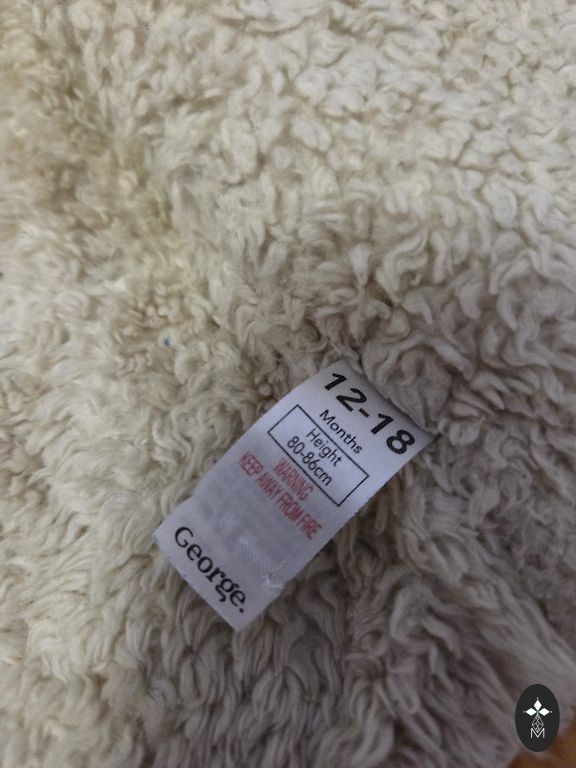 12-18
Months
Height
80-86cm
WARNING
KEEP AWAY FROM FIRE
George.
M